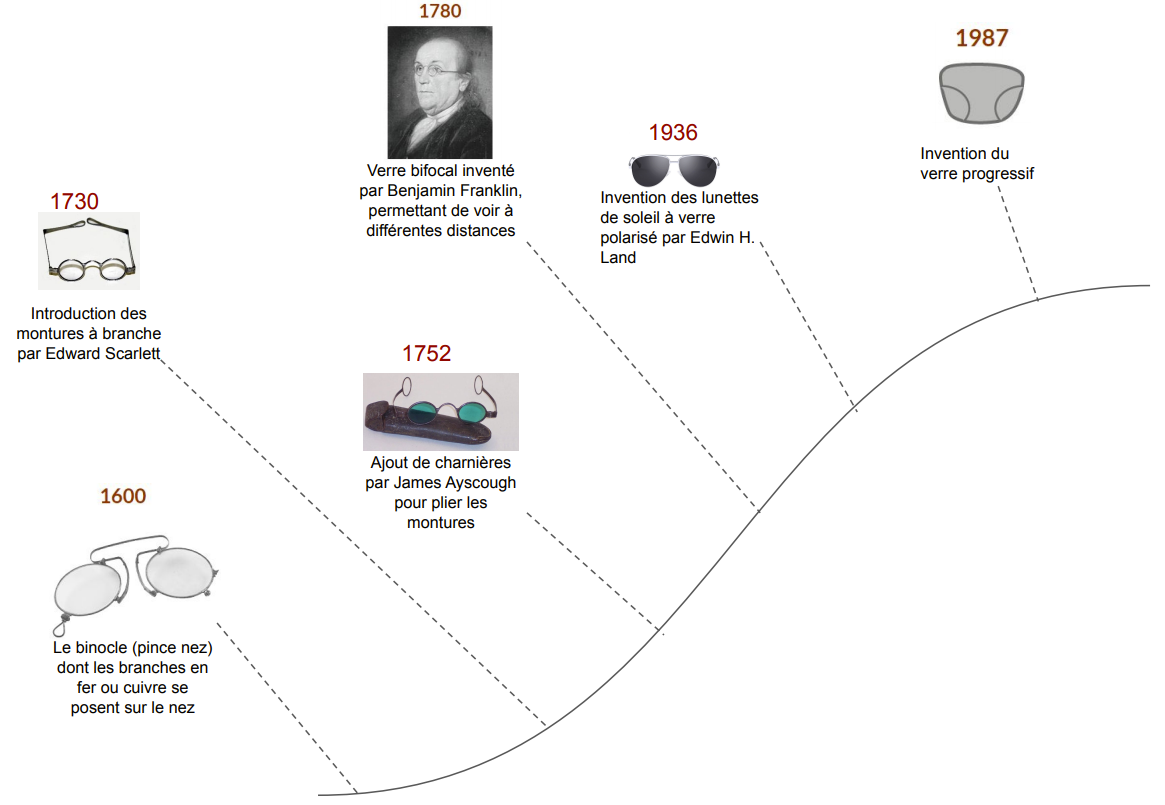 1600
Le binocle (pince nez)
dont les branches en
fer ou cuivre se
posent sur le nez
1730
Introduction des
montures à branche
par Edward Scarlett
1752
Ajout de charnières
par James Ayscough
pour plier les
montures
1780
Verre bifocal inventé
par Benjamin Franklin,
permettant de voir à
différentes distances
1936
Invention des lunettes
de soleil à verre
polarisé par Edwin H.
Land
1987
Invention du
verre progressif